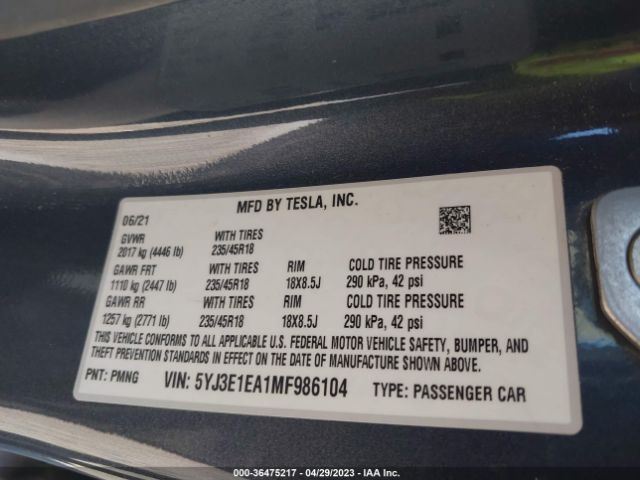 MFD BY TESLA, INC.
06/21
GVWR WITH TIRES
2017 kg (4446 lb) 235/45R18
GAWR FRT WITH TIRES RIM COLD TIRE PRESSURE
1110 kg (2447 lb) 235/45R18 18X8.5J 290 kPa, 42 psi
GAWR RR WITH TIRES RIM COLD TIRE PRESSURE
1257 kg (2771 lb) 235/45R18 18X8.5J 290 kPa, 42 psi
THIS VEHICLE CONFORMS TO ALL APPLICABLE U.S. FEDERAL MOTOR VEHICLE SAFETY, BUMPER, AND
THEFT PREVENTION STANDARDS IN EFFECT ON THE DATE OF MANUFACTURE SHOWN ABOVE.
PNT: PMNG VIN: 5YJ3E1EA1MF986104 TYPE: PASSENGER CAR
000-36475217 - 04/29/2023 - IAA Inc.